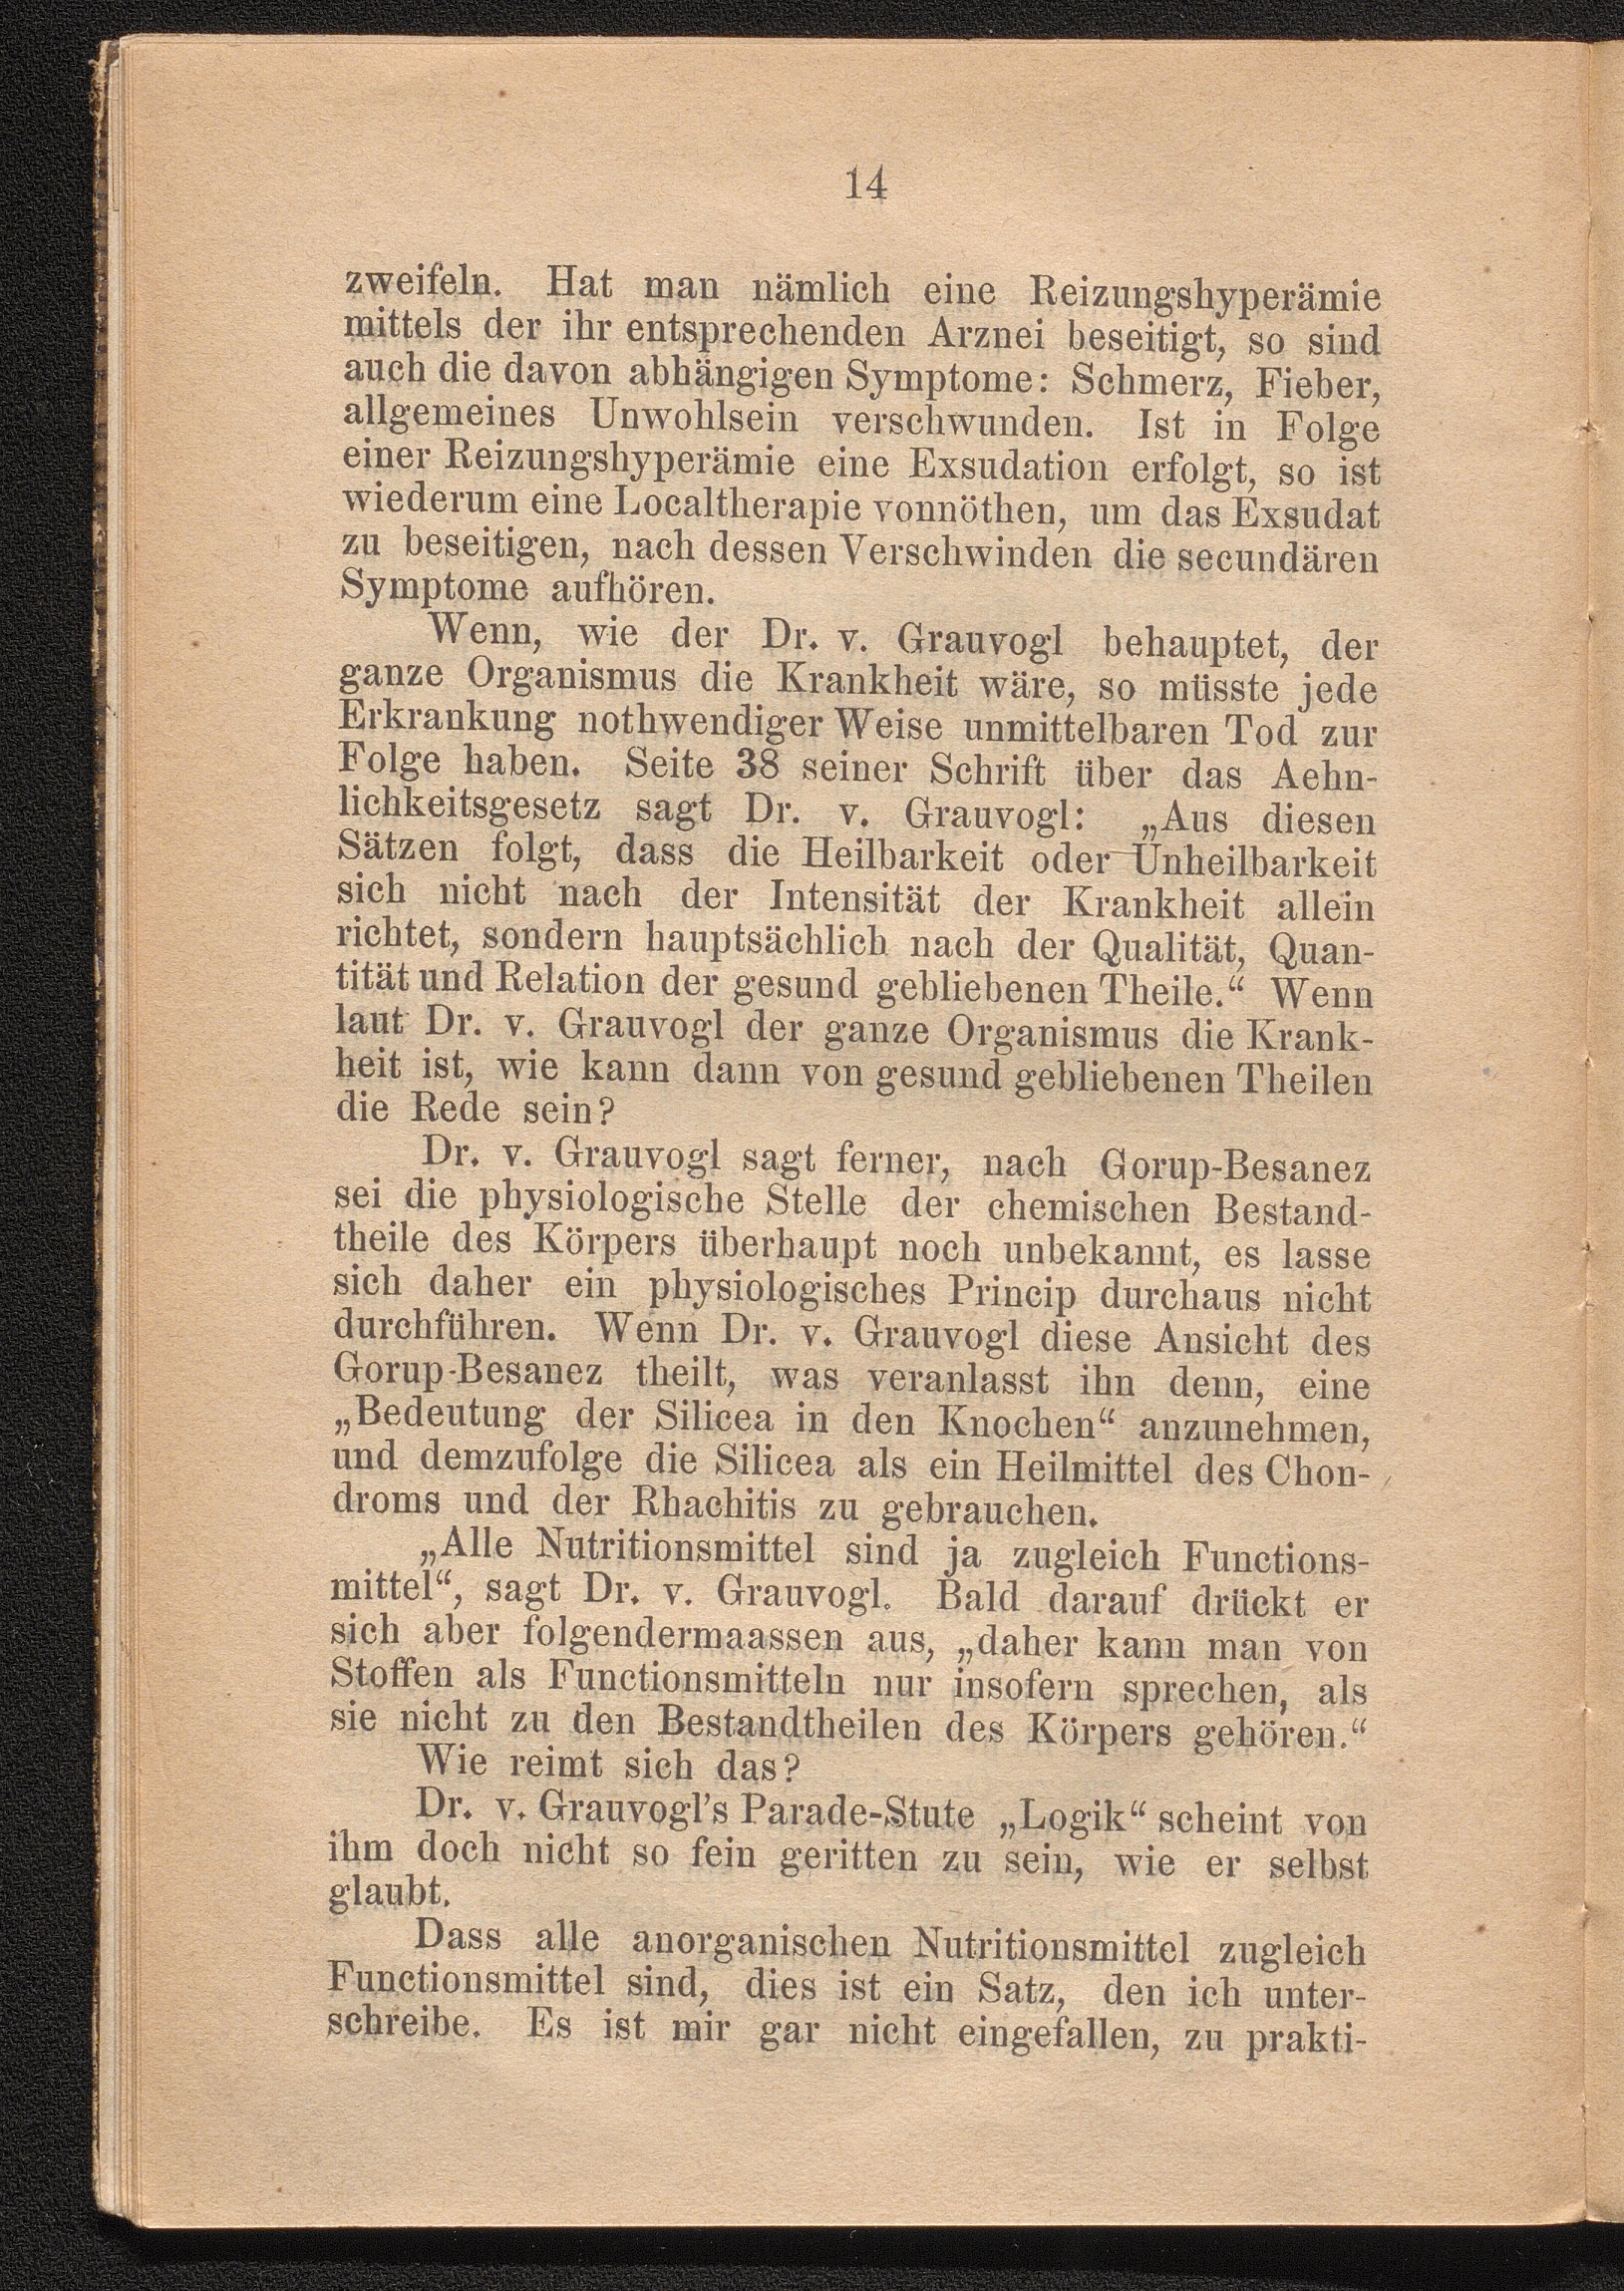 14
zweifeln. Hat man nämlich eine Reizungshyperämie
mittels der ihr entsprechenden Arznei beseitigt, so sind
auch die davon abhängigen Symptome: Schmerz, Fieber,
allgemeines Unwohlsein verschwunden. Ist in Folge
einer Reizungshyperämie eine Exsudation erfolgt, so ist
wiederum eine Localtherapie vonnöthen, um das Exsudat
zu beseitigen, nach dessen Verschwinden die secundären
Symptome aufhören.
Wenn, wie der Dr. v. Grauvogl behauptet, der
ganze Organismus die Krankheit wäre, so müsste jede
Erkrankung nothwendiger Weise unmittelbaren Tod zur
Folge haben. Seite 38 seiner Schrift über das Aehn-
lichkeitsgesetz sagt Dr. v. Grauvogl: „Aus diesen
Sätzen folgt, dass die Heilbarkeit oder Unheilbarkeit
sich nicht nach der Intensität der Krankheit allein
richtet, sondern hauptsächlich nach der Qualität, Quan-
tität und Relation der gesund gebliebenen Theile.“ Wenn
laut Dr. v. Grauvogl der ganze Organismus die Krank-
heit ist, wie kann dann von gesund gebliebenen Theilen
die Rede sein?
Dr. v. Grauvogl sagt ferner, nach Gorup-Besanez
sei die physiologische Stelle der chemischen Bestand-
theile des Körpers überhaupt noch unbekannt, es lasse
sich daher ein physiologisches Princip durchaus nicht
durchführen. Wenn Dr. v. Grauvogl diese Ansicht des
Gorup-Besanez theilt, was veranlasst ihn denn, eine
„Bedeutung der Silicea in den Knochen“ anzunehmen,
und demzufolge die Silicea als ein Heilmittel des Chon-
droms und der Rhachitis zu gebrauchen.
„Alle Nutritionsmittel sind ja zugleich Functions-
mittel“, sagt Dr. v. Grauvogl. Bald darauf drückt er
sich aber folgendermaassen aus, „daher kann man von
Stoffen als Functionsmitteln nur insofern sprechen, als
sie nicht zu den Bestandtheilen des Körpers gehören.“
Wie reimt sich das?
Dr. v. Grauvogl's Parade-Stute „Logik“ scheint von
ihm doch nicht so fein geritten zu sein, wie er selbst
glaubt.
Dass alle anorganischen Nutritionsmittel zugleich
Functionsmittel sind, dies ist ein Satz, den ich unter-
schreibe. Es ist mir gar nicht eingefallen, zu prakti-